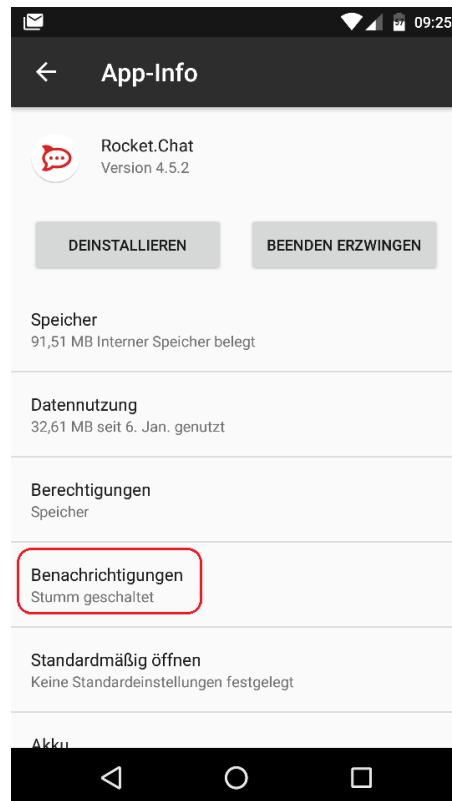 09:25
App-Info
Rocket.Chat
Version 4.5.2
DEINSTALLIEREN
BEENDEN ERZWINGEN
Speicher
91,51 MB Interner Speicher belegt
Datennutzung
32,61 MB seit 6. Jan. genutzt
Berechtigungen
Speicher
Benachrichtigungen
Stumm geschaltet
Standardmäßig öffnen
Keine Standardeinstellungen festgelegt
Akku